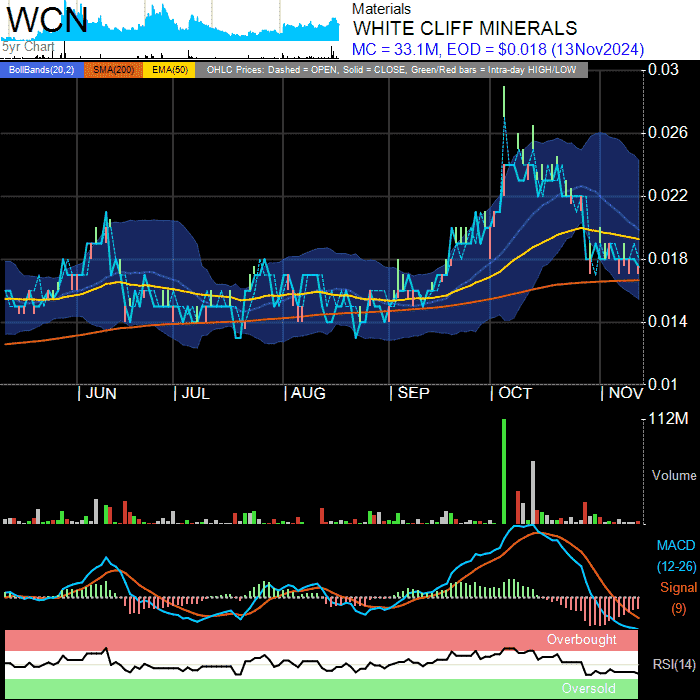 WCN
5yr Chart
Materials
WHITE CLIFF MINERALS
MC = 33.1M, EOD = $0.018 (13Nov2024)
BollBands(20,2) SMA(200) EMA(50) OHLC Prices: Dashed = OPEN, Solid = CLOSE, Green/Red bars = Intra-day HIGH/LOW
0.03
0.026
0.022
0.018
0.014
0.01
| JUN | JUL | AUG | SEP | OCT | NOV
112M
Volume
MACD
(12-26)
Signal
(9)
Overbought
RSI(14)
Oversold